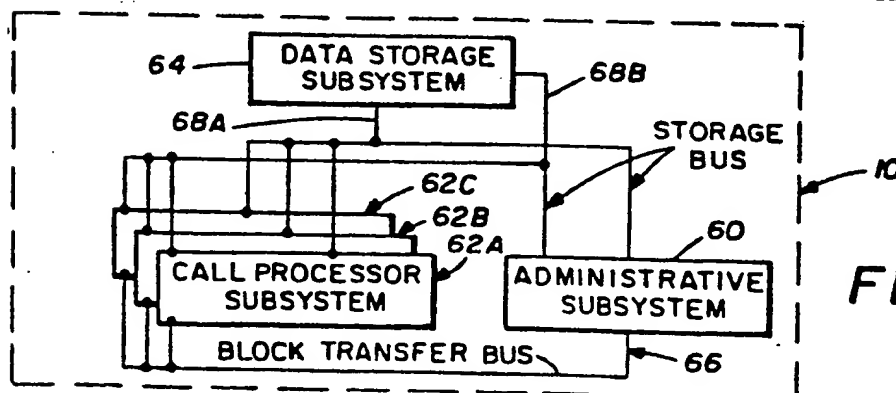 DATA STORAGE
SUBSYSTEM
64
68B
68A
STORAGE
BUS
10
62C
62B
62A
60
CALL PROCESSOR
SUBSYSTEM
ADMINISTRATIVE
SUBSYSTEM
BLOCK TRANSFER BUS
66